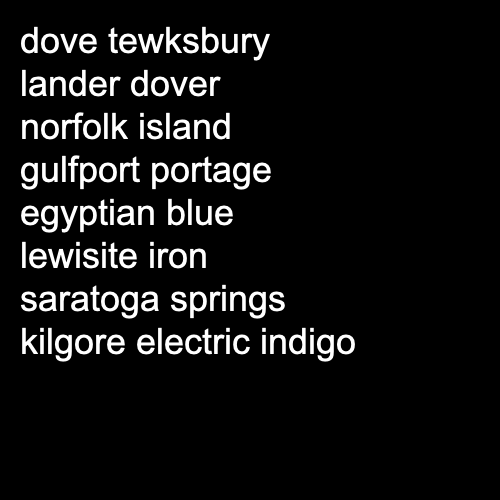 dove tewksbury
lander dover
norfolk island
gulfport portage
egyptian blue
lewisite iron
saratoga springs
kilgore electric indigo